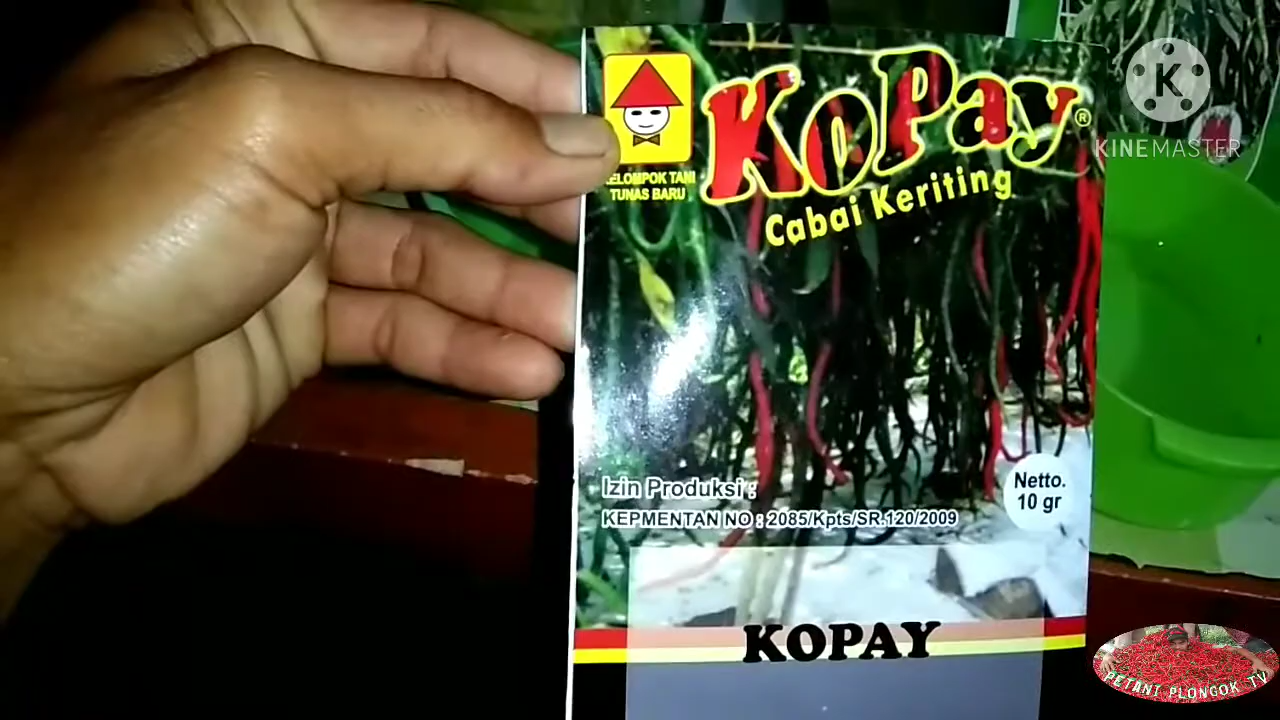 KoPay®
Cabai Keriting
KELOMPOK TANI
TUNAS BARU
K
KINEMASTER
Izin Produksi :
KEPMENTAN NO : 2085/Kpts/SR.120/2009
Netto.
10 gr
KOPAY
PETANI PLONGOK TV